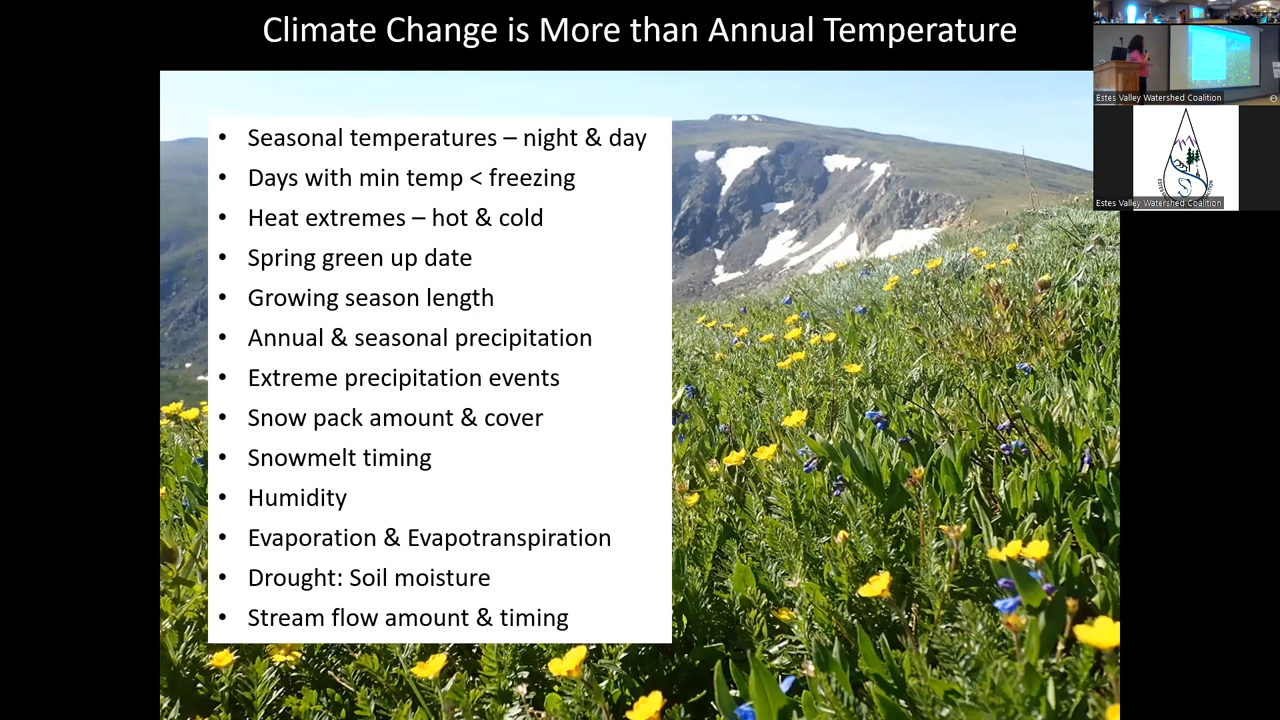 Climate Change is More than Annual Temperature
• Seasonal temperatures – night & day
• Days with min temp < freezing
• Heat extremes – hot & cold
• Spring green up date
• Growing season length
• Annual & seasonal precipitation
• Extreme precipitation events
• Snow pack amount & cover
• Snowmelt timing
• Humidity
• Evaporation & Evapotranspiration
• Drought: Soil moisture
• Stream flow amount & timing
Estes Valley Watershed Coalition
Estes Valley Watershed Coalition